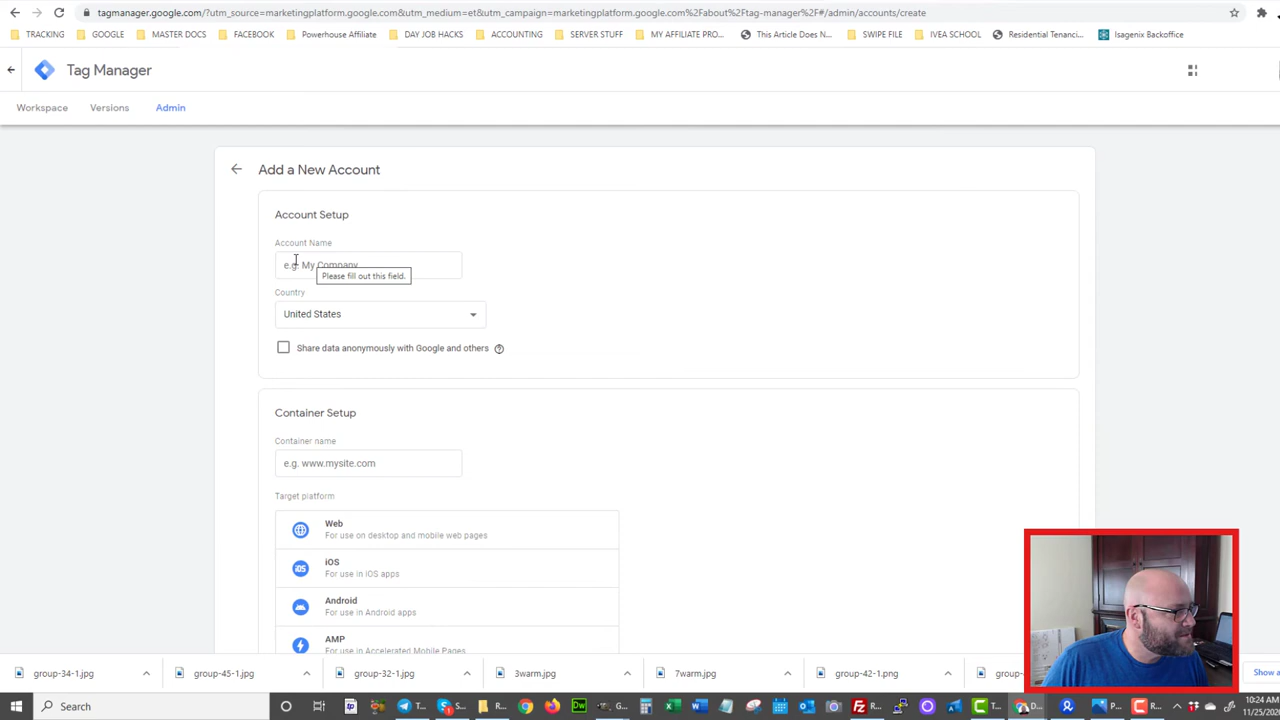 tagmanager.google.com/?utm_source=marketingplatform.google.com&utm_medium=et&utm_campaign=marketingplatform.google.com%2Fabout%2Ftag-manager%2F#/admin/accounts/create
TRACKING GOOGLE MASTER DOCS FACEBOOK Powerhouse Affiliate DAY JOB HACKS ACCOUNTING SERVER STUFF MY AFFILIATE PRO... This Article Does N... SWIPE FILE IVEA SCHOOL Residential Tenanci... Isagenix Backoffice
Tag Manager
Workspace Versions Admin
Add a New Account
Account Setup
Account Name
e.g. My Company
Please fill out this field.
Country
United States
Share data anonymously with Google and others
Container Setup
Container name
e.g. www.mysite.com
Target platform
Web
For use on desktop and mobile web pages
iOS
iOS
For use in iOS apps
Android
For use in Android apps
AMP
For use in Accelerated Mobile Pages
group-34-1.jpg group-45-1.jpg group-32-1.jpg 3warm.jpg 7warm.jpg group-42-1.png group- Show a
Search T... S... R... Dw G... T... R... D... P... R...
10:24 AM
11/25/202